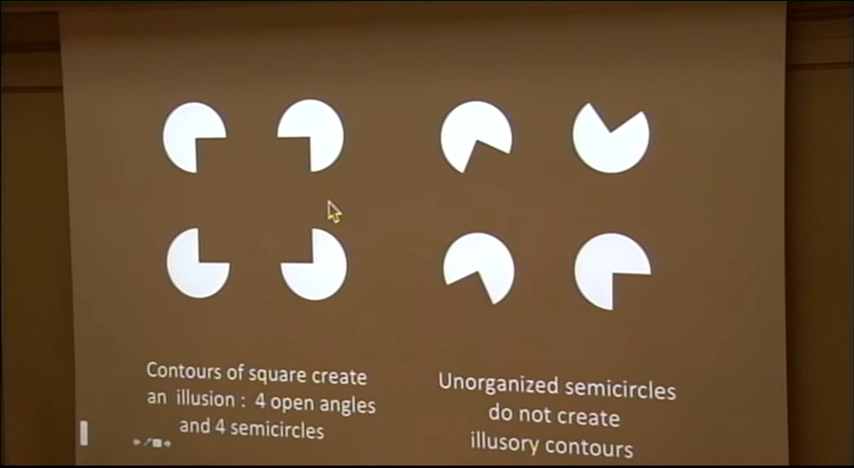 Contours of square create
an illusion : 4 open angles
and 4 semicircles
Unorganized semicircles
do not create
illusory contours